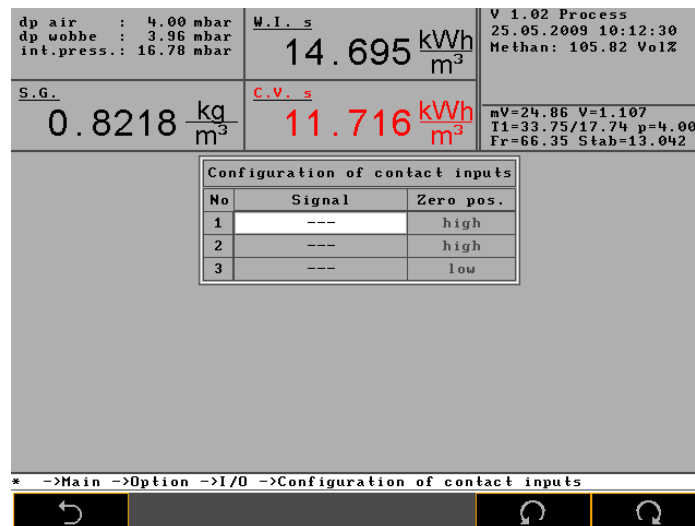 dp air   :  4.00 mbar
dp wobbe :  3.96 mbar
int.press.: 16.78 mbar
W.I. s
14.695 kWh/m³
V 1.02 Process
25.05.2009 10:12:30
Methan: 105.82 Vol%
S.G.
0.8218 kg/m³
C.V. s
11.716 kWh/m³
mV=24.86 V=1.107
T1=33.75/17.74 p=4.00
Fr=66.35 Stab=13.042
Configuration of contact inputs
No Signal Zero pos.
1 --- high
2 --- high
3 --- low
* ->Main ->Option ->I/O ->Configuration of contact inputs